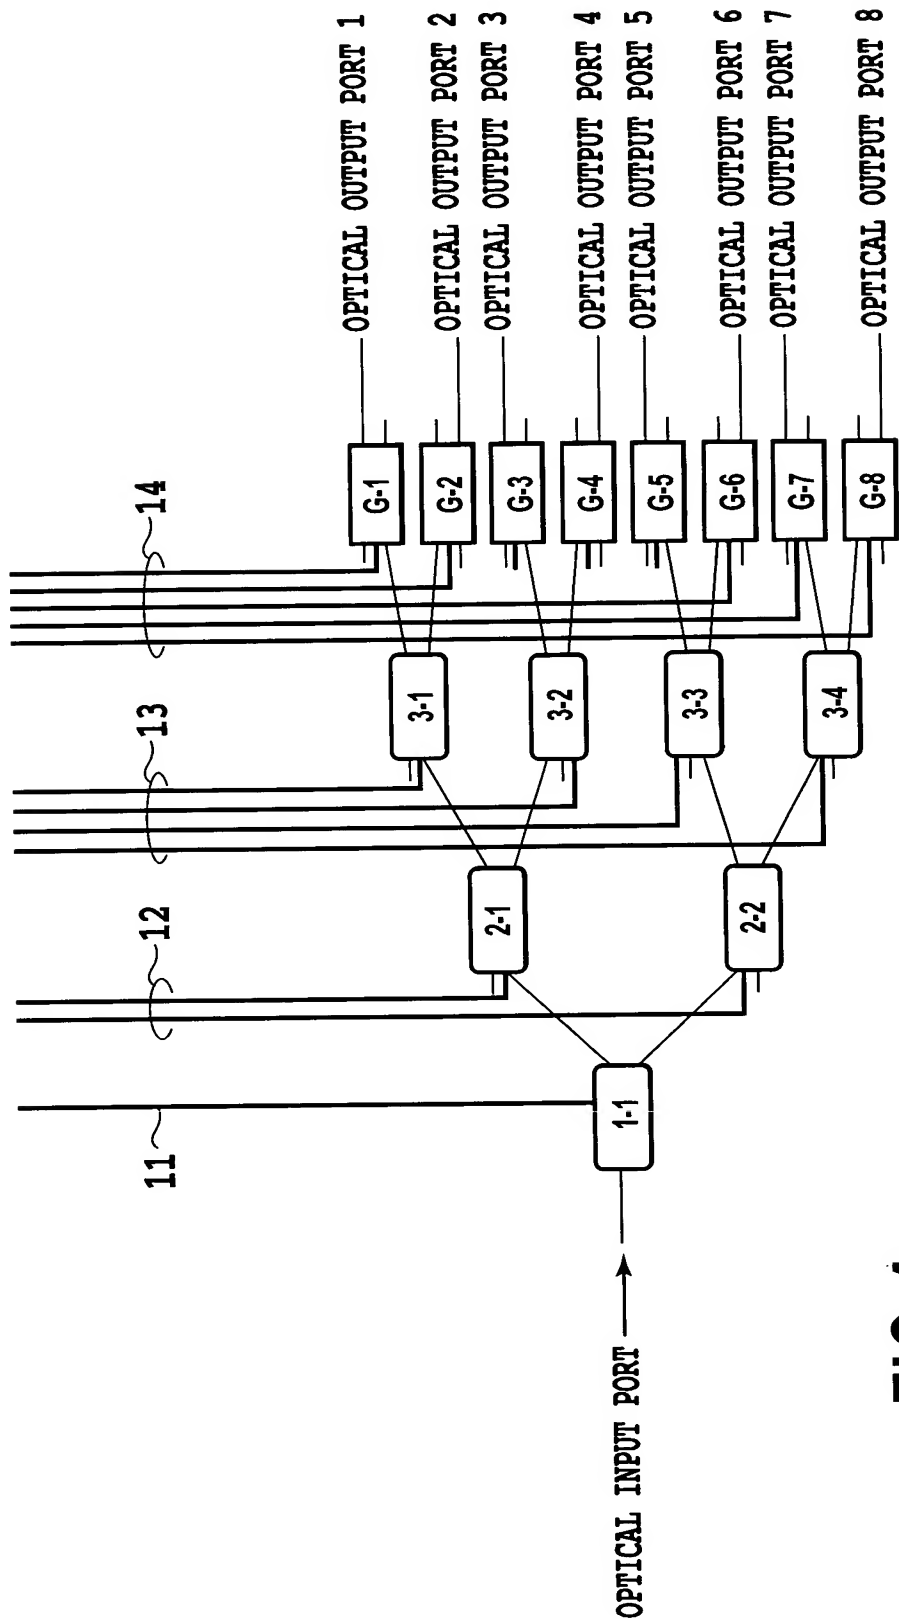 OPTICAL OUTPUT PORT 1
OPTICAL OUTPUT PORT 2
OPTICAL OUTPUT PORT 3
OPTICAL OUTPUT PORT 4
OPTICAL OUTPUT PORT 5
OPTICAL OUTPUT PORT 6
OPTICAL OUTPUT PORT 7
OPTICAL OUTPUT PORT 8
G-1
G-2
G-3
G-4
G-5
G-6
G-7
G-8
14
3-1
3-2
3-3
3-4
13
2-1
2-2
12
1-1
11
OPTICAL INPUT PORT